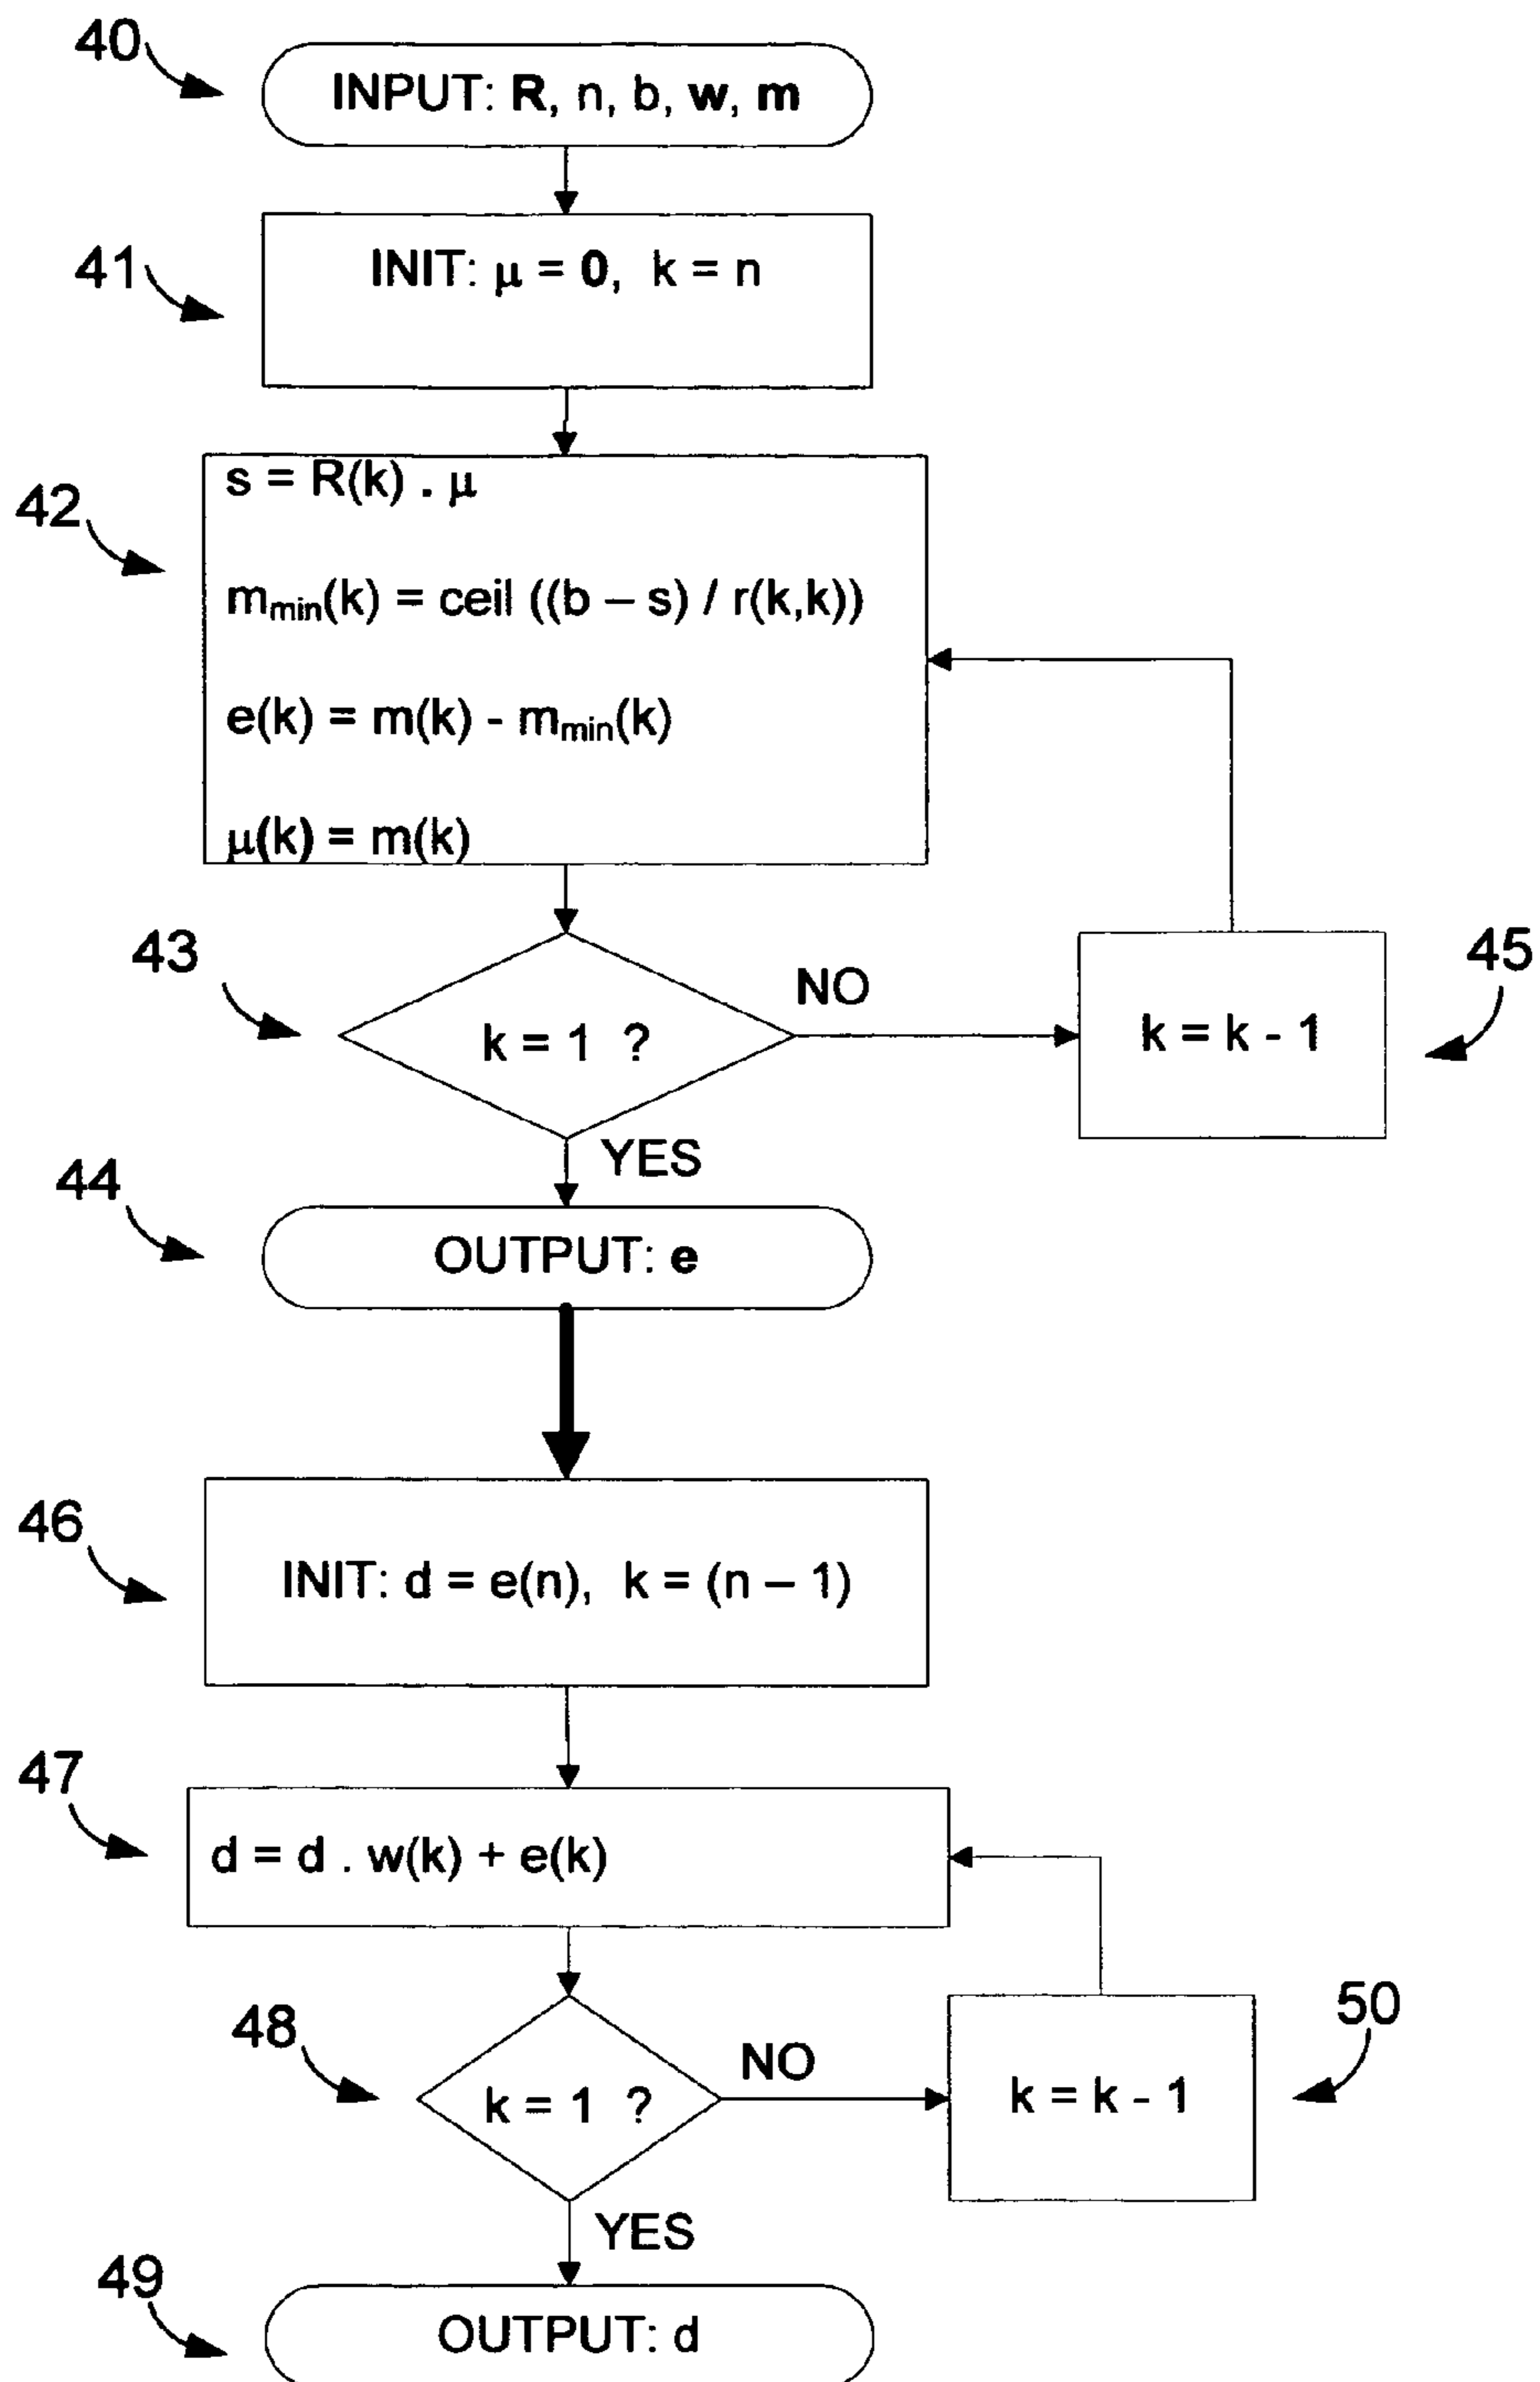 40
INPUT: R, n, b, w, m
41
INIT: μ = 0, k = n
42
s = R(k) . μ
mmin(k) = ceil ((b – s) / r(k,k))
e(k) = m(k) - mmin(k)
μ(k) = m(k)
43
NO
45
k = 1 ?
k = k - 1
YES
44
OUTPUT: e
46
INIT: d = e(n), k = (n – 1)
47
d = d . w(k) + e(k)
48
NO
50
k = 1 ?
k = k - 1
YES
49
OUTPUT: d